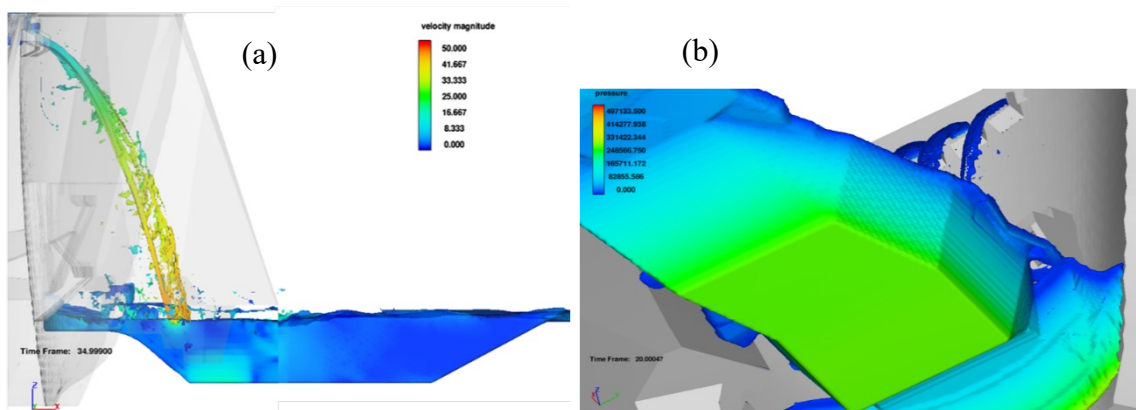 (a)
velocity magnitude
50.000
41.667
33.333
25.000
16.667
8.333
0.000
Time Frame: 34.99900
Z
Y
X
(b)
pressure
497133.500
414277.938
331422.344
248566.750
165711.172
82855.586
0.000
Time Frame: 20.00047
Z
X
Y